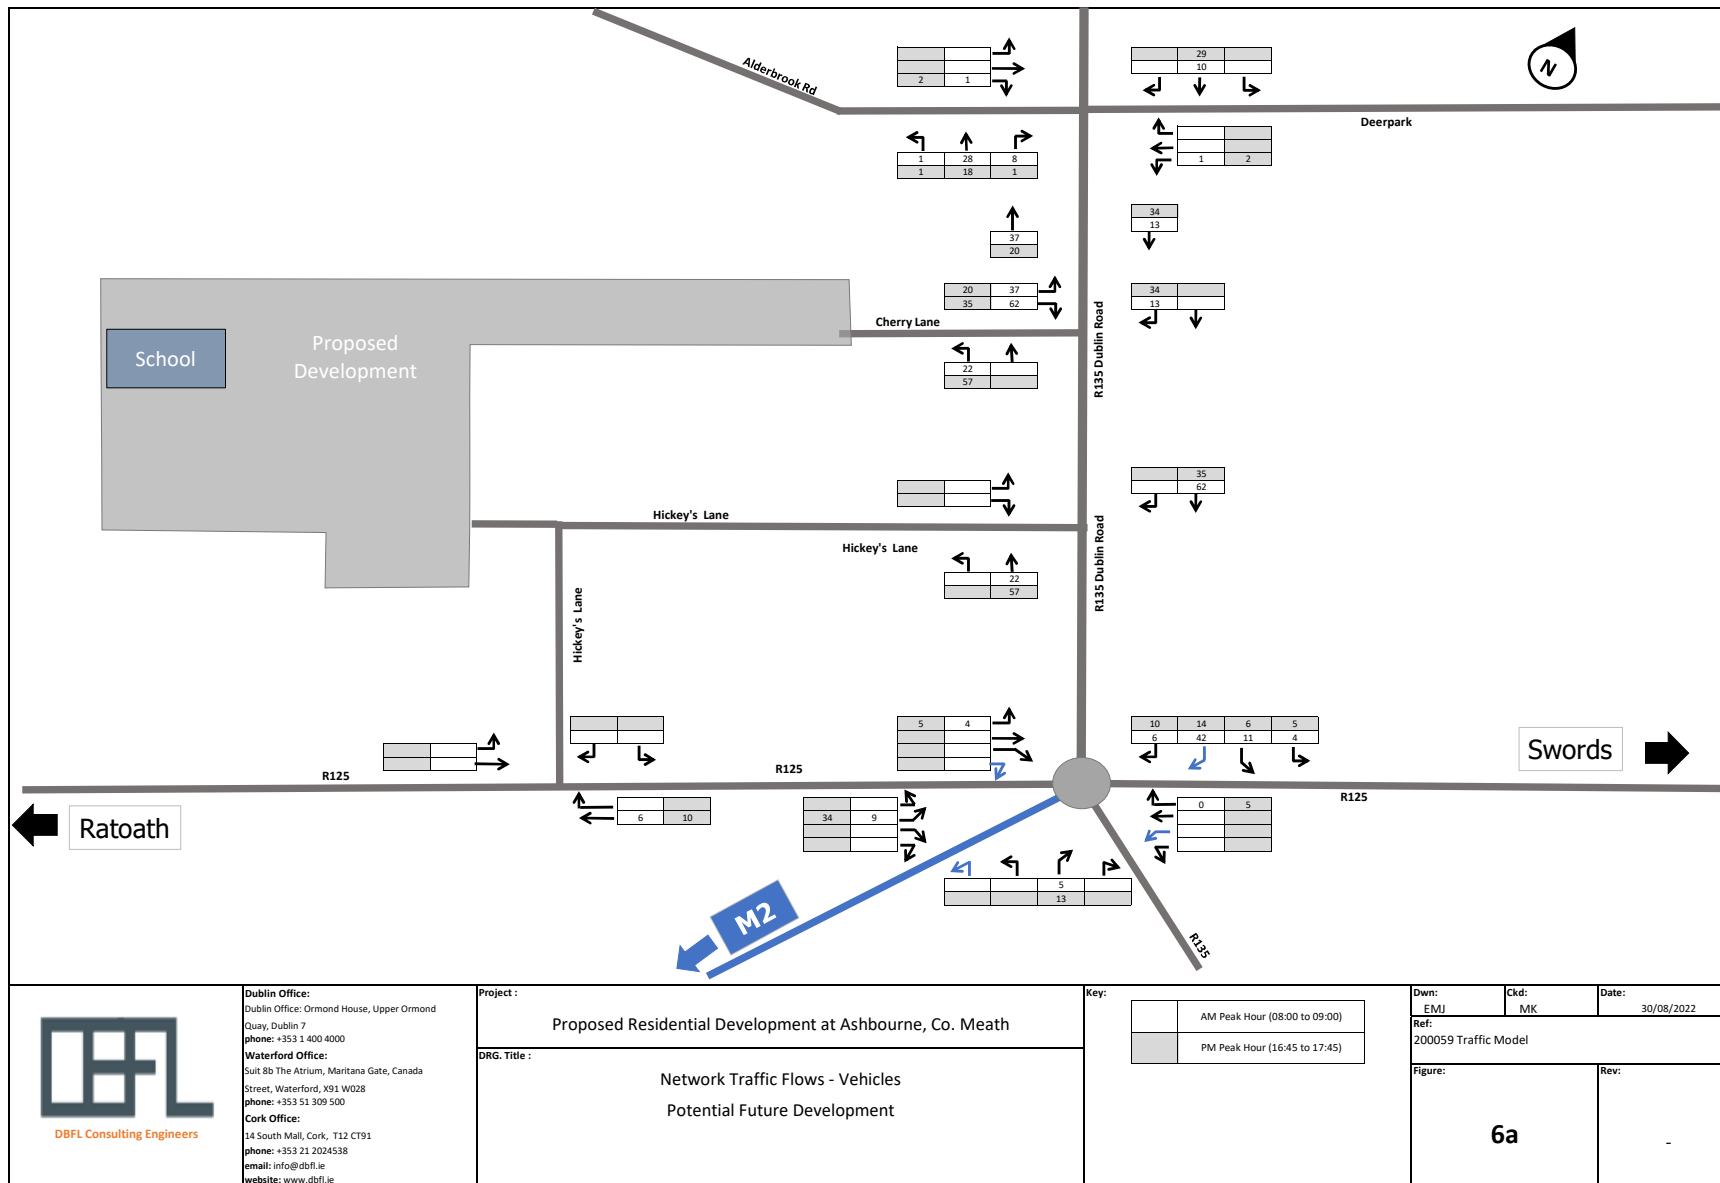 Alderbrook Rd
2 1
29
10
N
Deerpark
1 28 8
1 18 1
1 2
37
20
34
13
20 37
35 62
34
13
Cherry Lane
R135 Dublin Road
School
Proposed
Development
22
57
35
62
Hickey's Lane
Hickey's Lane
R135 Dublin Road
22
57
Hickey's Lane
5 4
10 14 6 5
6 42 11 4
Swords
R125
R125
R125
Ratoath
6 10
34 9
0 5
5
13
M2
R135
DBFL
DBFL Consulting Engineers
Dublin Office:
Dublin Office: Ormond House, Upper Ormond
Quay, Dublin 7
phone: +353 1 400 4000
Waterford Office:
Suit 8b The Atrium, Maritana Gate, Canada
Street, Waterford, X91 W028
phone: +353 51 309 500
Cork Office:
14 South Mall, Cork, T12 CT91
phone: +353 21 2024538
email: info@dbfl.ie
website: www.dbfl.ie
Project :
Proposed Residential Development at Ashbourne, Co. Meath
DRG. Title :
Network Traffic Flows - Vehicles
Potential Future Development
Key:
AM Peak Hour (08:00 to 09:00)
PM Peak Hour (16:45 to 17:45)
Dwn: Ckd: Date:
EMJ MK 30/08/2022
Ref:
200059 Traffic Model
Figure: Rev:
6a -